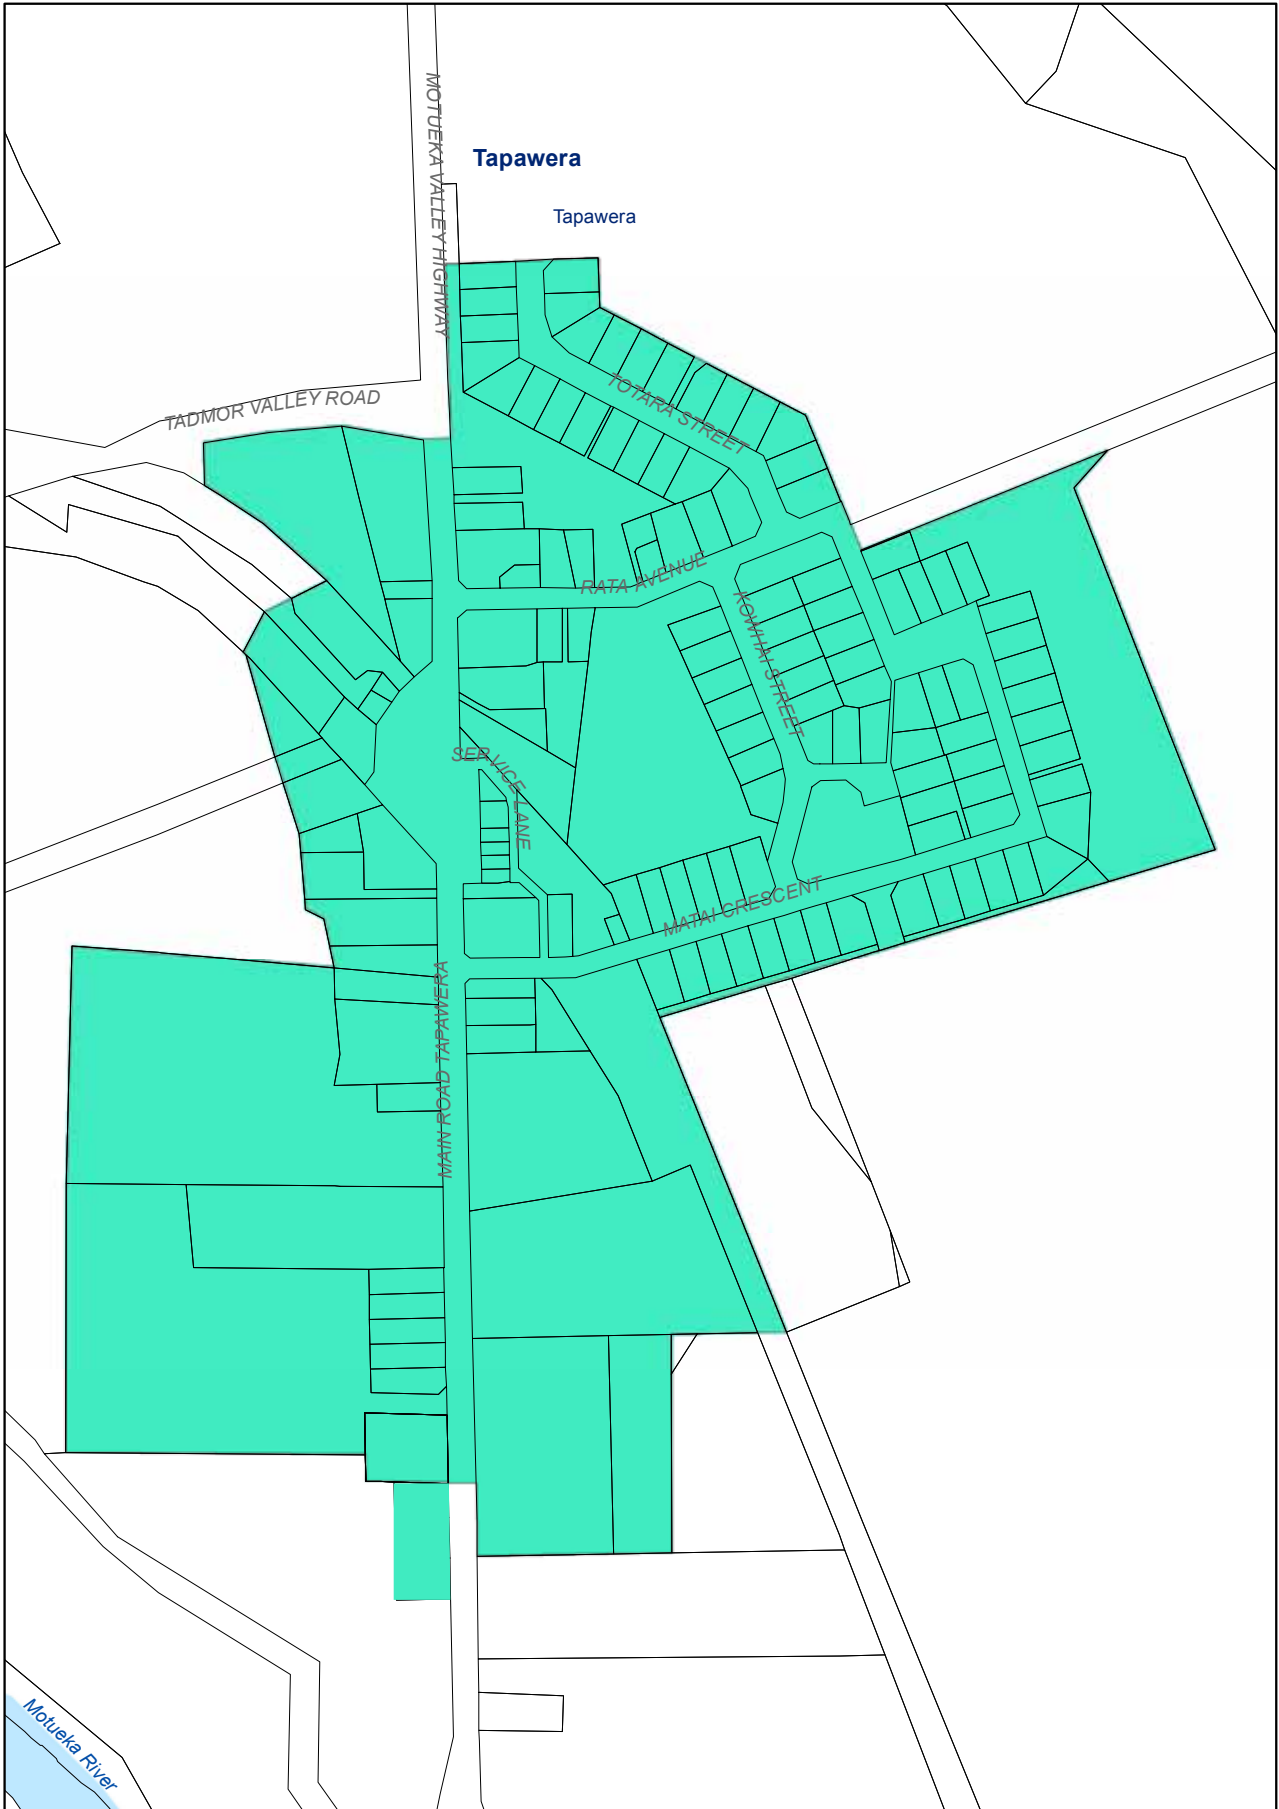 MOTUEKA VALLEY HIGHWAY
Tapawera
Tapawera
TADMOR VALLEY ROAD
TOTARA STREET
RATA AVENUE
KOWHAI STREET
SERVICE LANE
MATAI CRESCENT
MAIN ROAD TAPAWERA
Motueka River